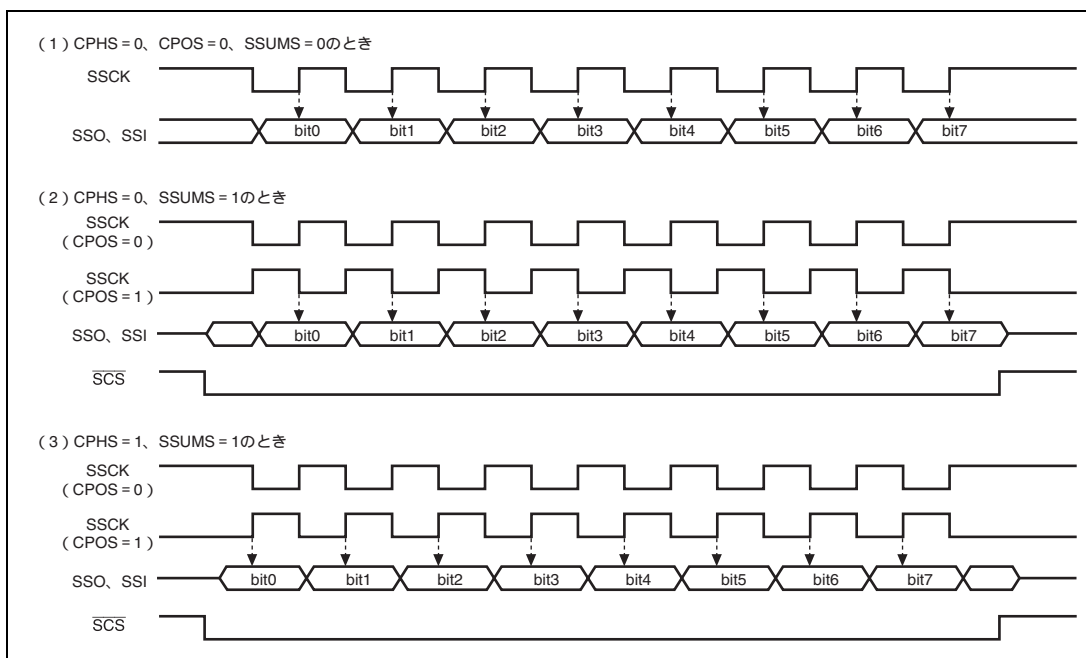 (1)CPHS=0、CPOS=0、SSUMS=0のとき
SSCK
SSO、SSI
bit0 bit1 bit2 bit3 bit4 bit5 bit6 bit7
(2)CPHS=0、SSUMS=1のとき
SSCK
(CPOS=0)
SSCK
(CPOS=1)
SSO、SSI
bit0 bit1 bit2 bit3 bit4 bit5 bit6 bit7
SCS
(3)CPHS=1、SSUMS=1のとき
SSCK
(CPOS=0)
SSCK
(CPOS=1)
SSO、SSI
bit0 bit1 bit2 bit3 bit4 bit5 bit6 bit7
SCS